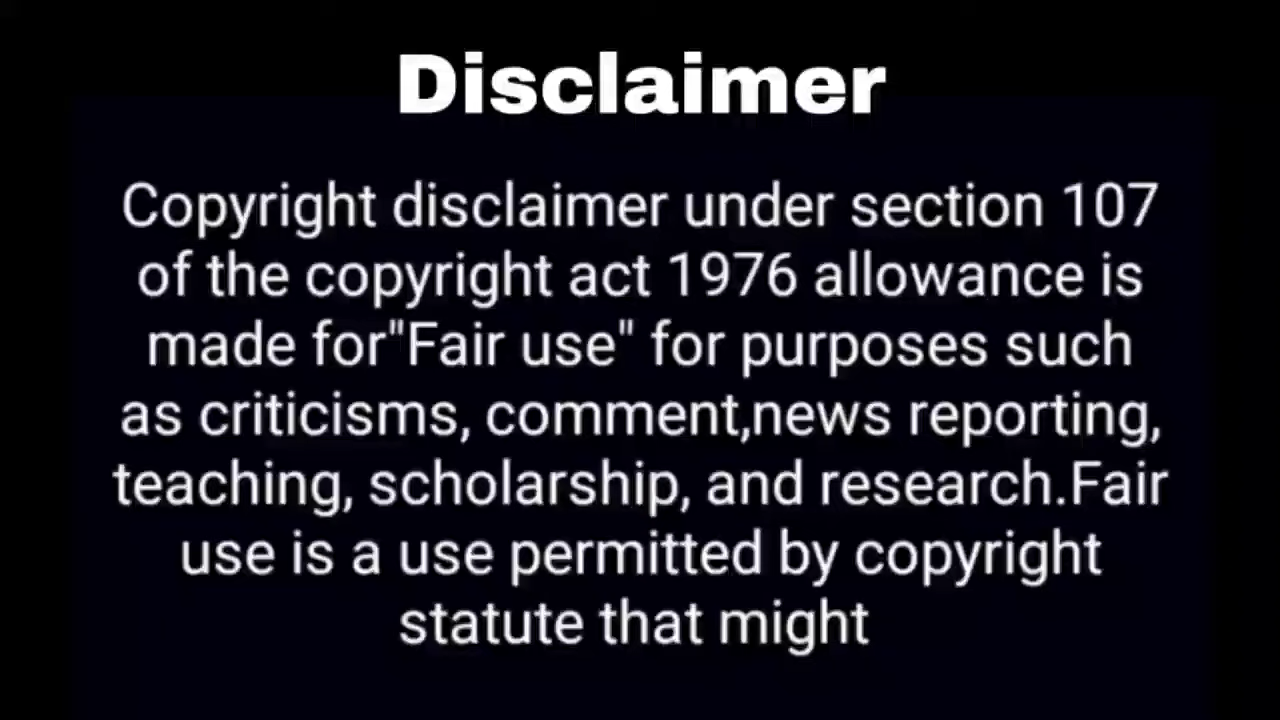 Disclaimer
Copyright disclaimer under section 107
of the copyright act 1976 allowance is
made for"Fair use" for purposes such
as criticisms, comment,news reporting,
teaching, scholarship, and research.Fair
use is a use permitted by copyright
statute that might